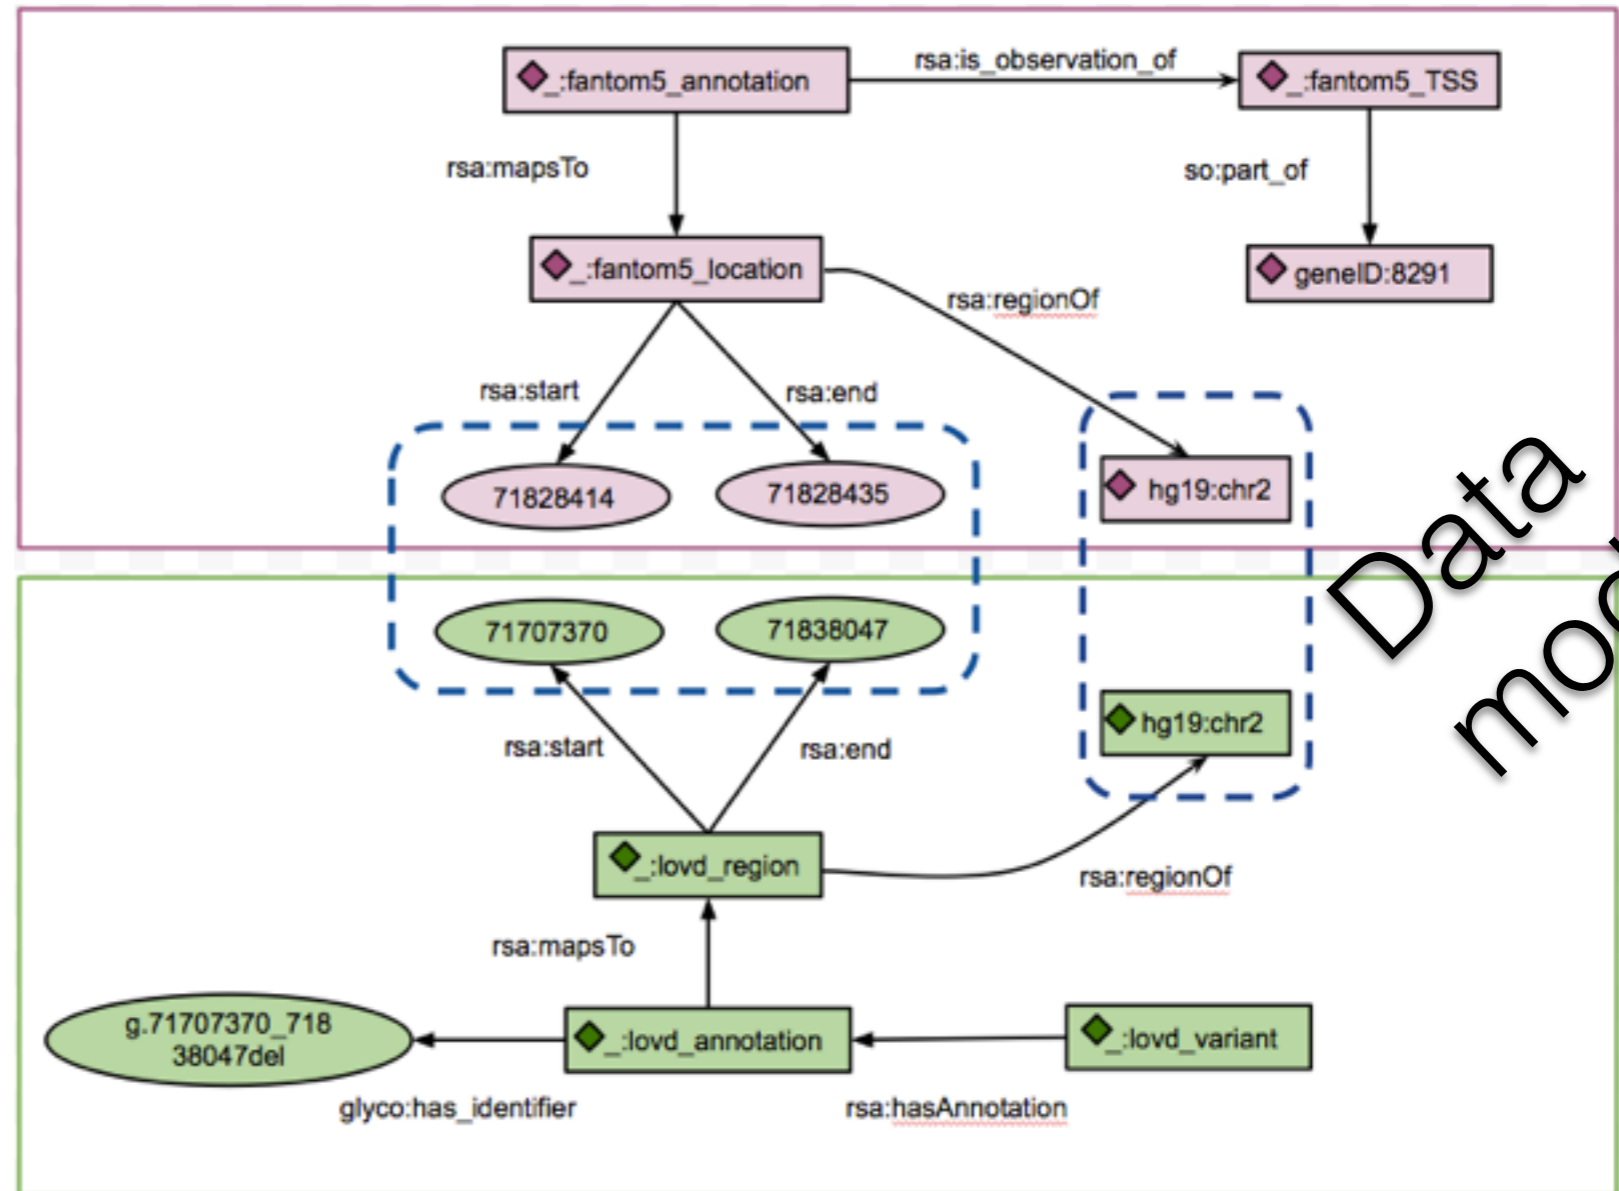 _:fantom5_annotation
rsa:is_observation_of
_:fantom5_TSS
rsa:mapsTo
so:part_of
_:fantom5_location
geneID:8291
rsa:regionOf
rsa:start
rsa:end
71828414
71828435
hg19:chr2
Data
71707370
71838047
hg19:chr2
rsa:start
rsa:end
_:lovd_region
rsa:regionOf
rsa:mapsTo
g.71707370_718
38047del
_:lovd_annotation
_:lovd_variant
glyco:has_identifier
rsa:hasAnnotation